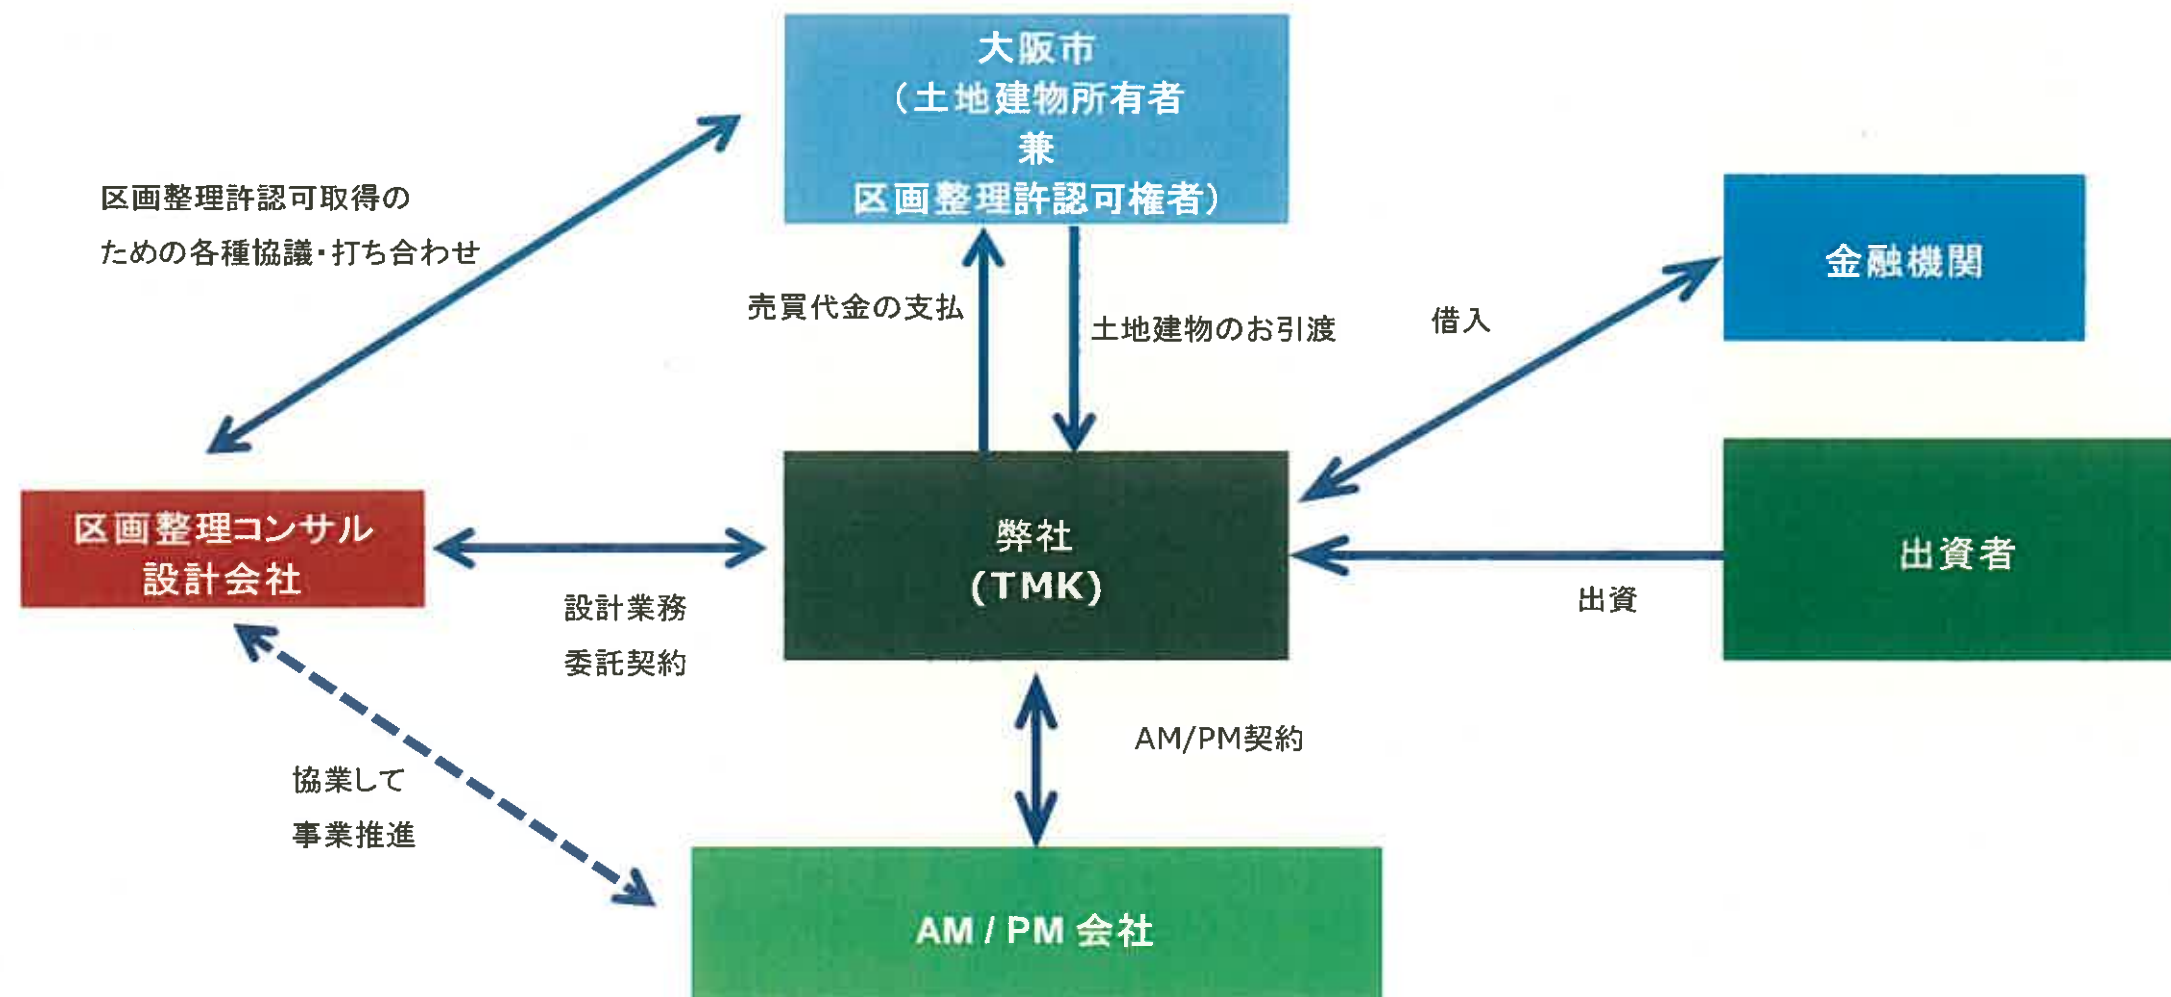 大阪市
（土地建物所有者
兼
区画整理許認可権者）
区画整理許認可取得の
ための各種協議・打ち合わせ
金融機関
売買代金の支払
土地建物のお引渡
借入
区画整理コンサル
設計会社
弊社
(TMK)
出資者
設計業務
委託契約
出資
AM/PM契約
協業して
事業推進
AM / PM 会社